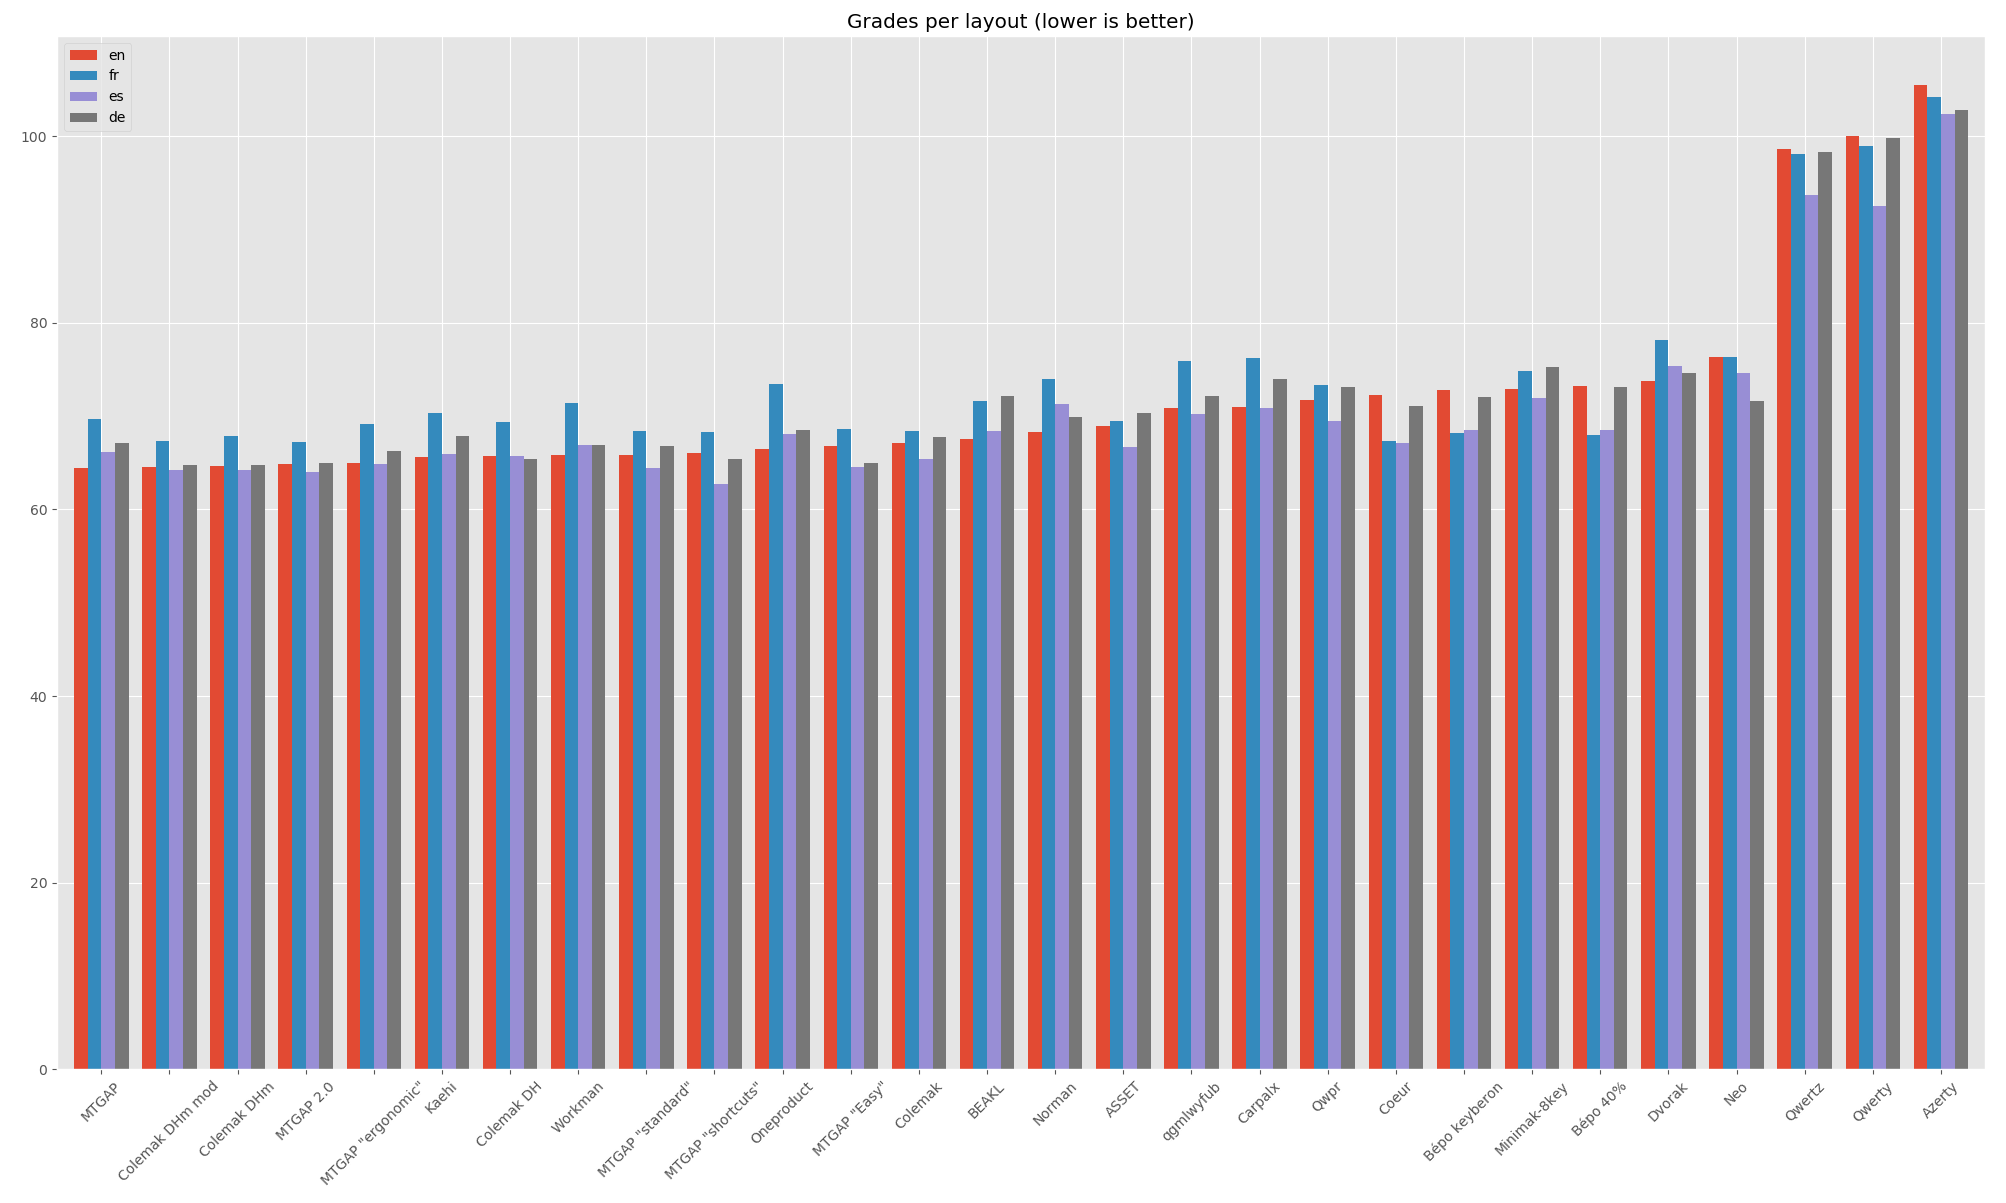 Grades per layout (lower is better)
en
fr
es
de
100
80
60
40
20
0
MTGAP
Colemak DHm mod
Colemak DHm
MTGAP 2.0
MTGAP "ergonomic"
Kaehi
Colemak DH
Workman
MTGAP "standard"
MTGAP "shortcuts"
Oneproduct
MTGAP "Easy"
Colemak
BEAKL
Norman
ASSET
qgmlwyfub
Carpalx
Qwpr
Coeur
Bépo keyberon
Minimak-8key
Bépo 40%
Dvorak
Neo
Qwertz
Qwerty
Azerty